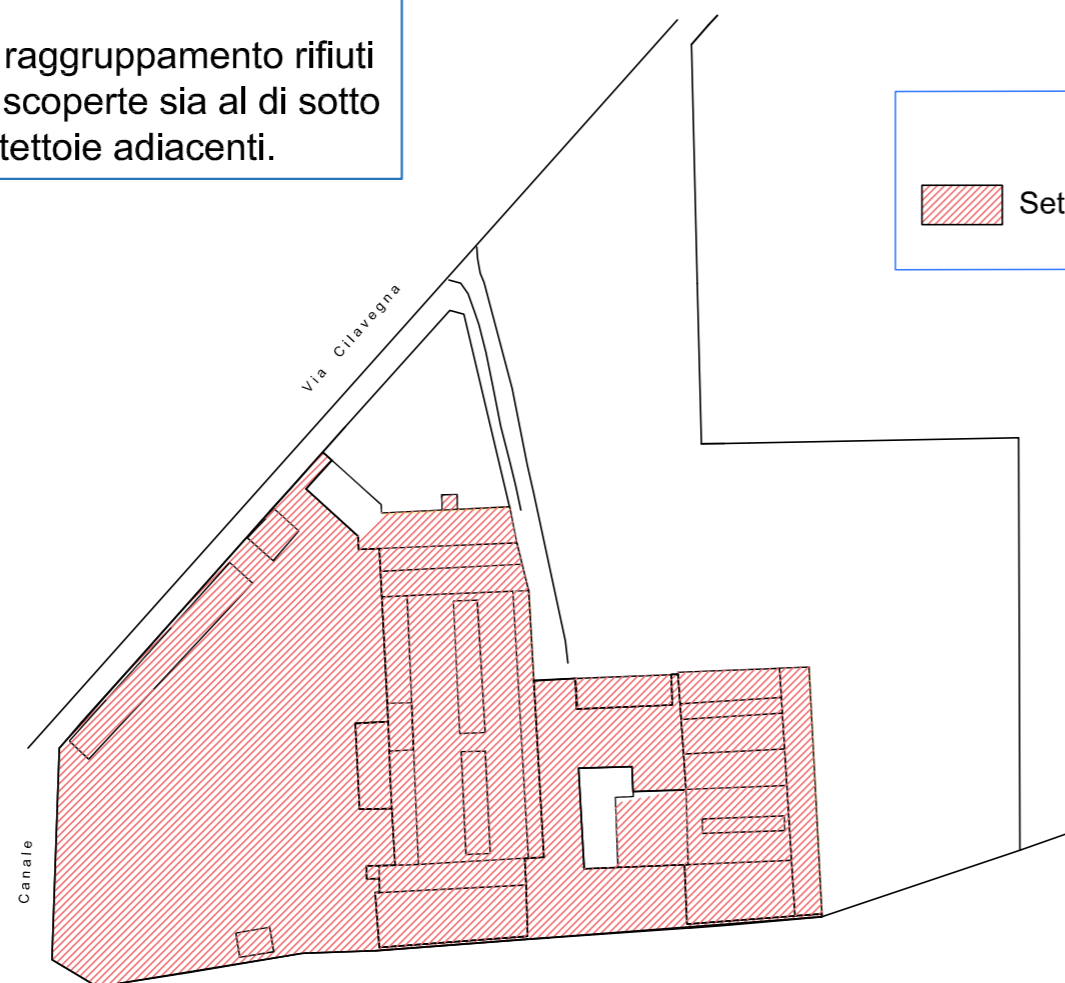 raggruppamento rifiuti
scoperte sia al di sotto
tettoie adiacenti.
Set
Via Cilavegna
Canale